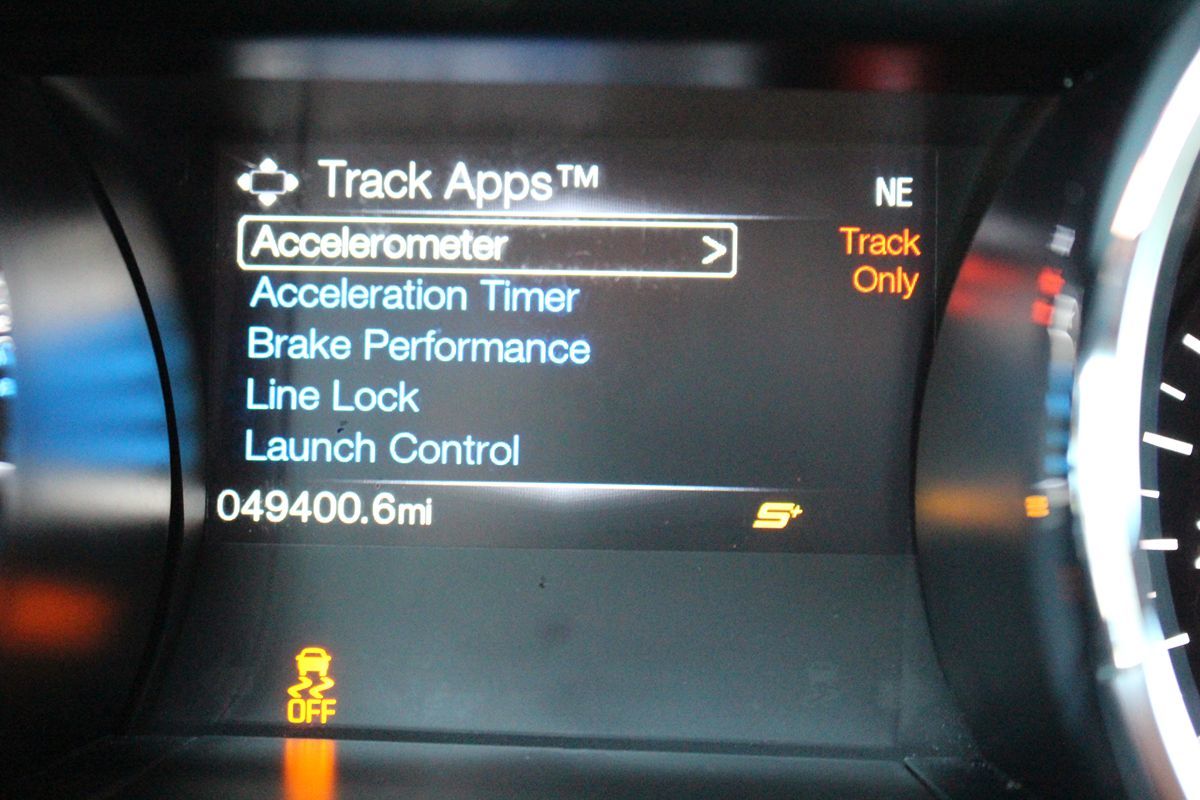 Track Apps™
NE
Accelerometer >
Track
Only
Acceleration Timer
Brake Performance
Line Lock
Launch Control
049400.6mi
S+
OFF